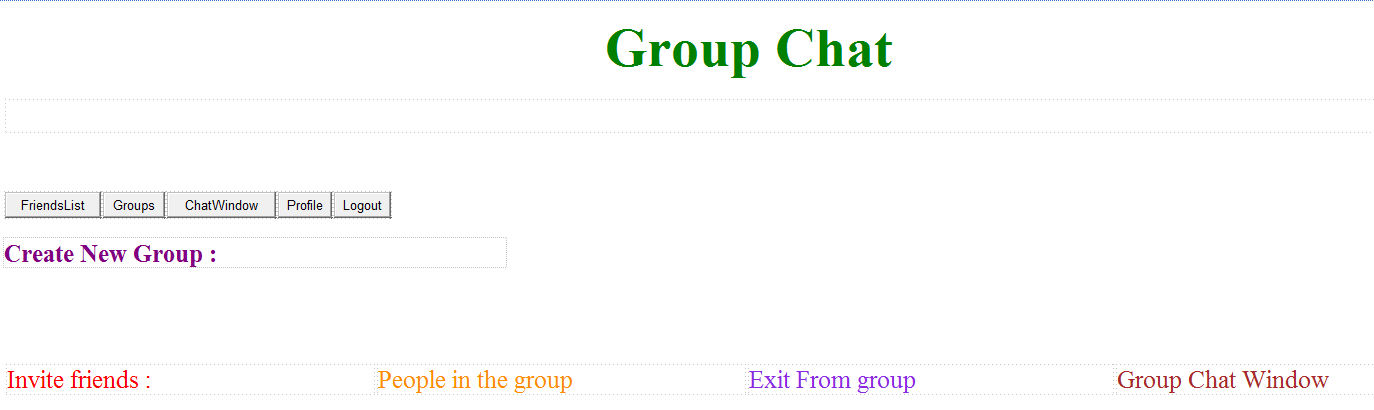 Group Chat
FriendsList Groups ChatWindow Profile Logout
Create New Group :
Invite friends : People in the group Exit From group Group Chat Window